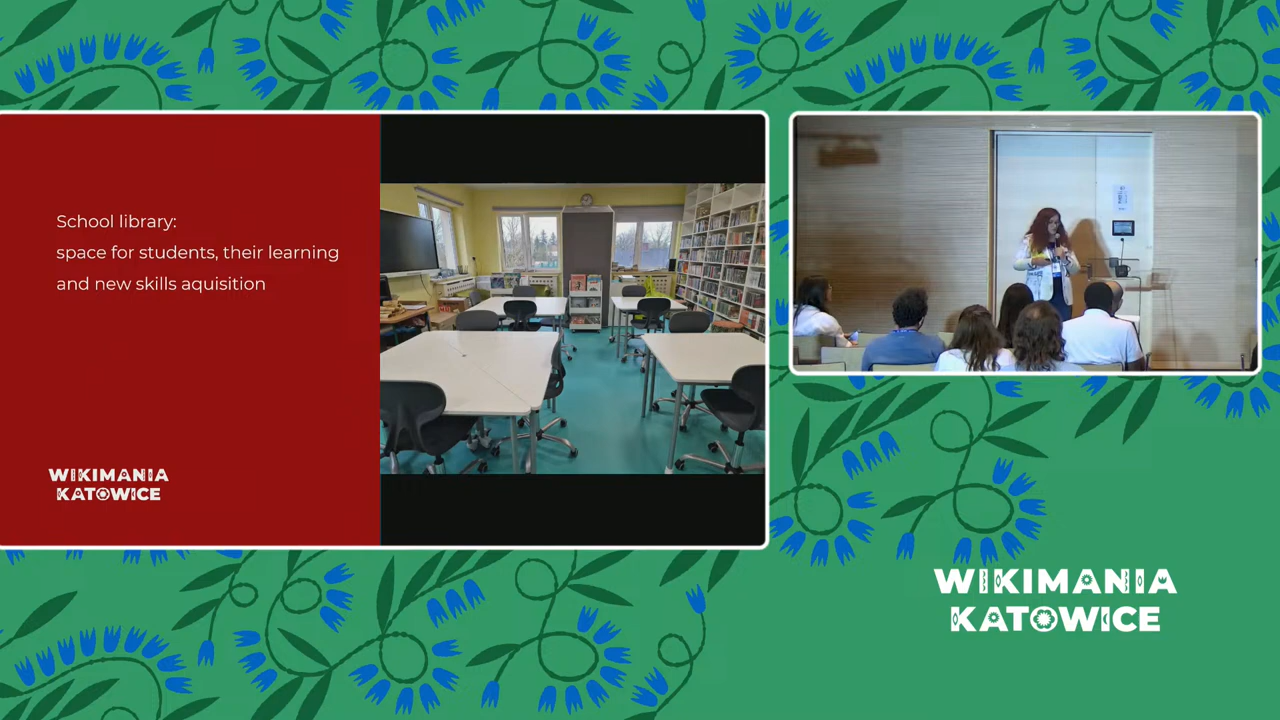 School library:
space for students, their learning
and new skills aquisition
WIKIMANIA
KATOWICE
WIKIMANIA
KATOWICE